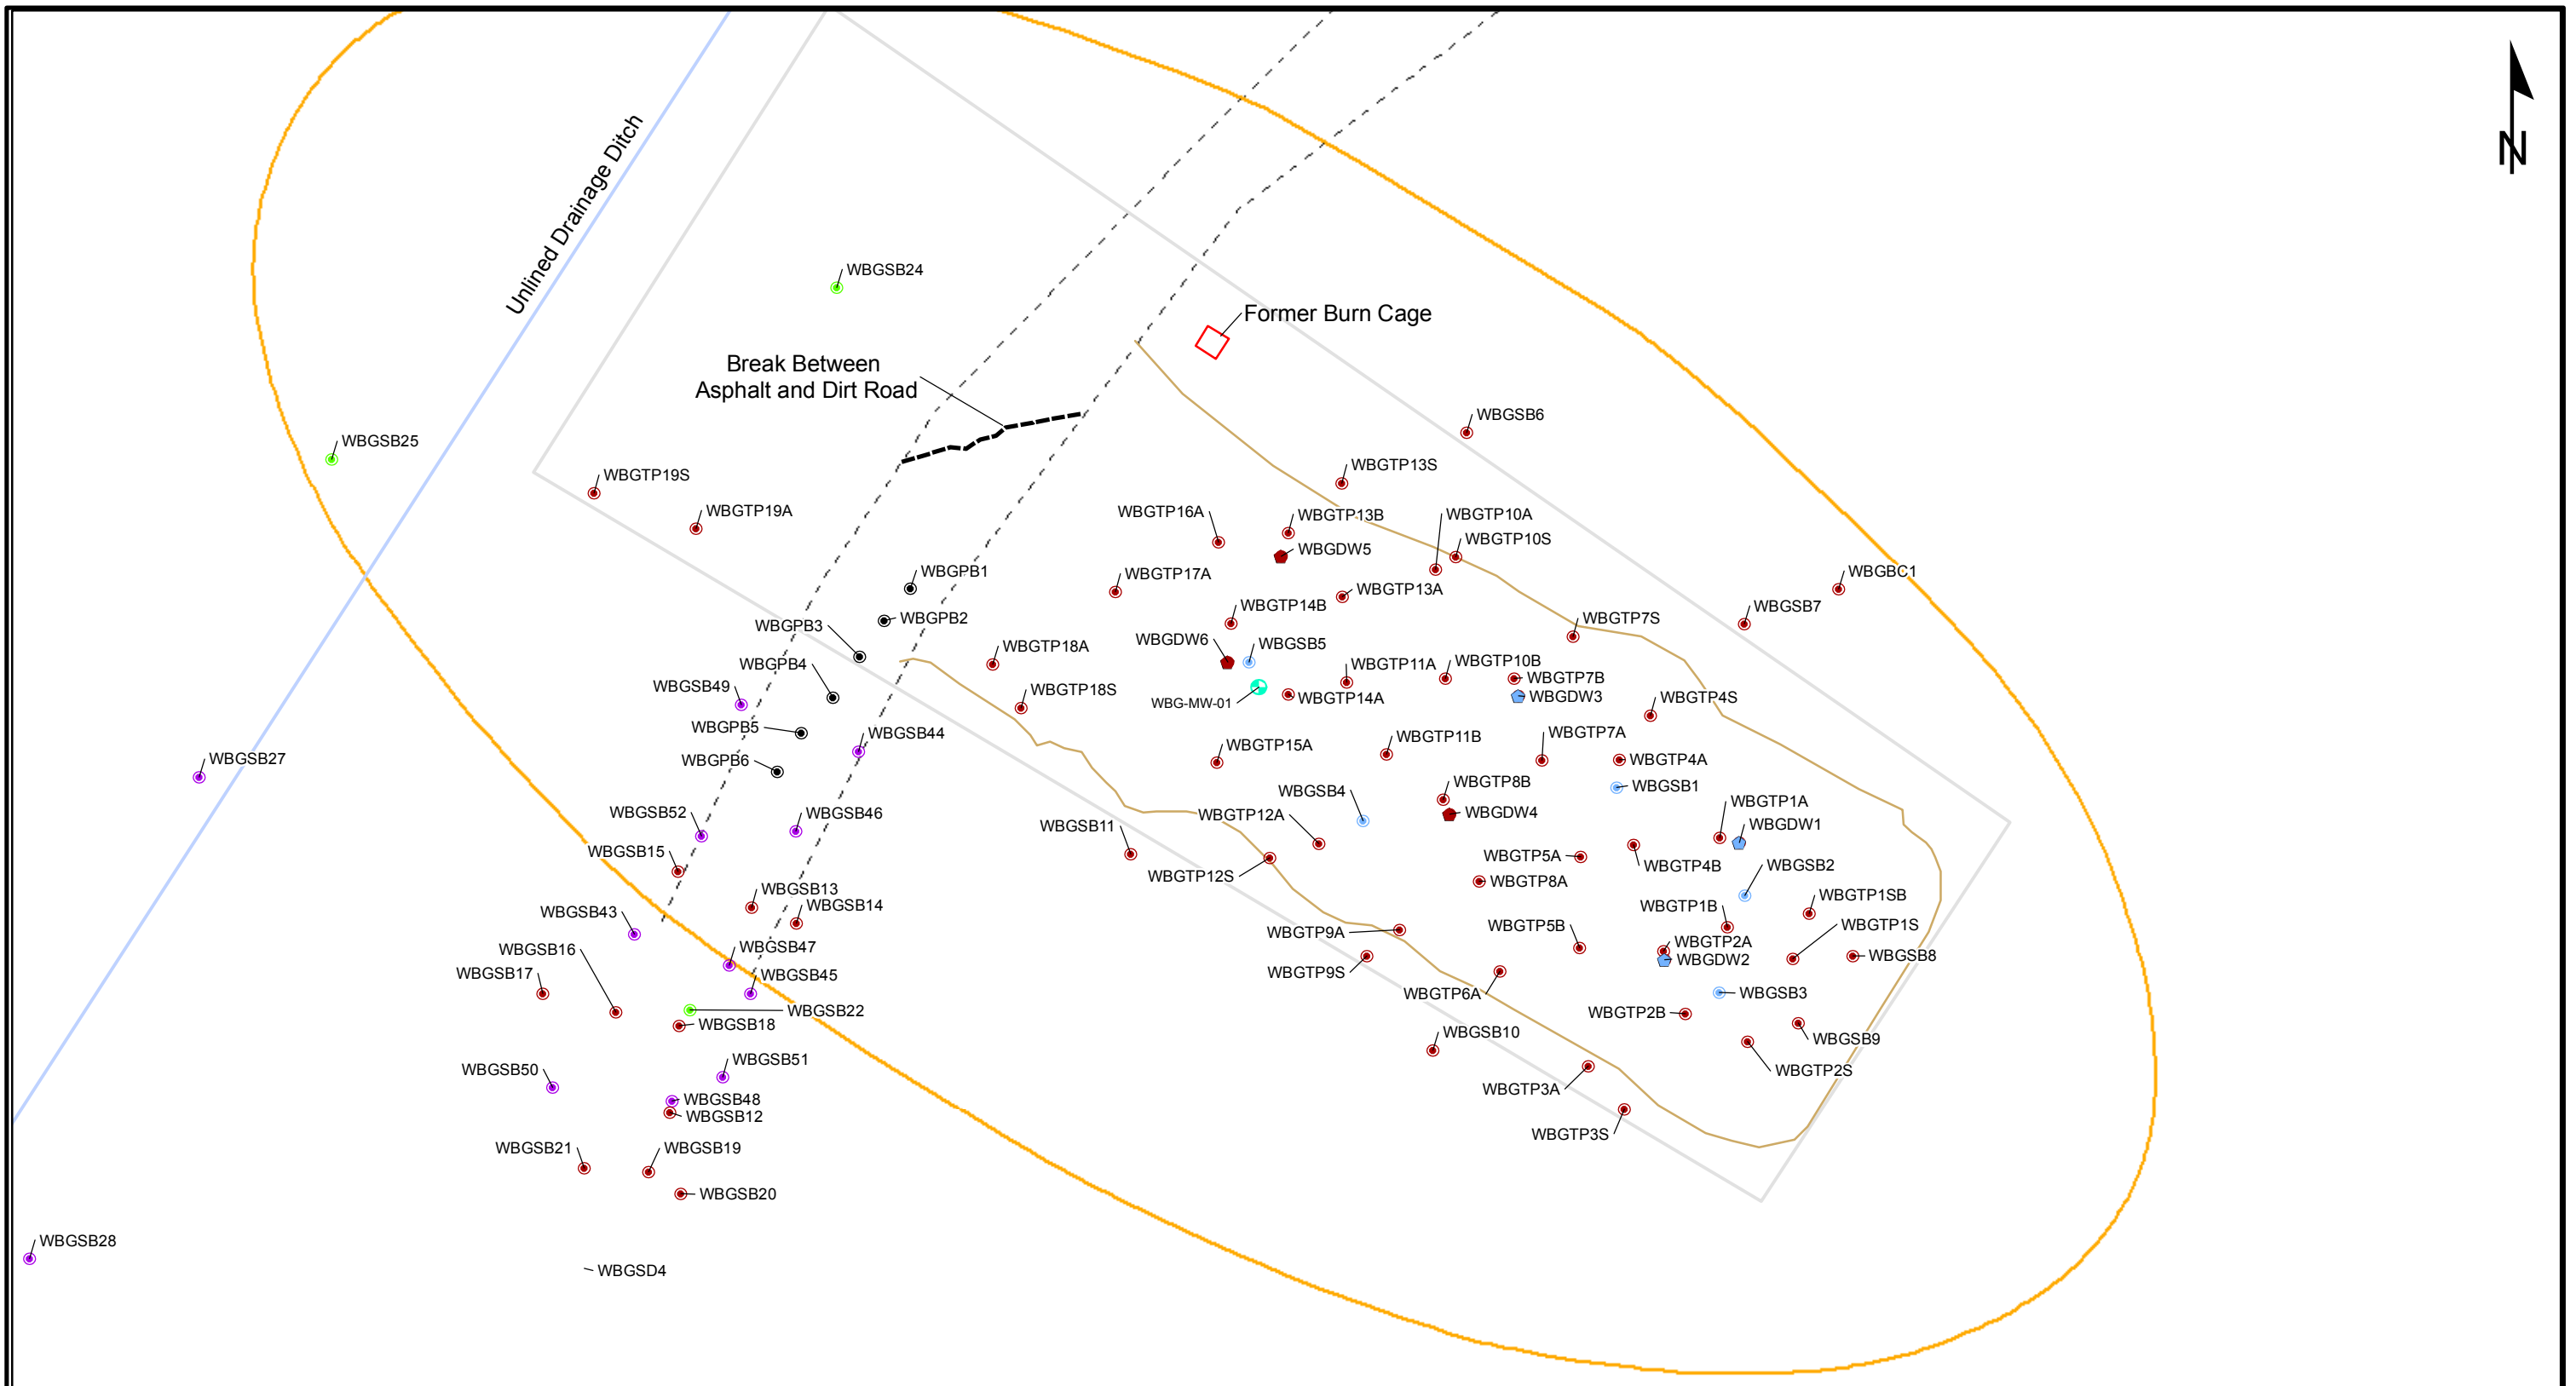 N
Unlined Drainage Ditch
WBGSB24
Former Burn Cage
Break Between
Asphalt and Dirt Road
WBGSB6
WBGSB25
WBGTP13S
WBGTP19S
WBGTP19A
WBGTP16A
WBGTP13B
WBGTP10A
WBGTP10S
WBGDW5
WBGPB1
WBGTP17A
WBGTP13A
WBGBC1
WBGSB7
WBGTP14B
WBGPB2
WBGPB3
WBGTP7S
WBGTP18A
WBGDW6
WBGSB5
WBGPB4
WBGTP11A
WBGTP10B
WBGTP7B
WBGSB49
WBGTP18S
WBG-MW-01
WBGTP14A
WBGDW3
WBGTP4S
WBGPB5
WBGSB44
WBGTP15A
WBGTP11B
WBGTP7A
WBGSB27
WBGPB6
WBGTP4A
WBGTP8B
WBGSB4
WBGSB1
WBGSB52
WBGSB46
WBGSB11
WBGTP12A
WBGDW4
WBGTP1A
WBGDW1
WBGSB15
WBGTP12S
WBGTP5A
WBGTP4B
WBGSB2
WBGTP8A
WBGSB13
WBGSB14
WBGTP1SB
WBGSB43
WBGTP1B
WBGTP1S
WBGTP9A
WBGTP5B
WBGSB16
WBGSB47
WBGTP2A
WBGDW2
WBGSB8
WBGSB17
WBGSB45
WBGTP9S
WBGTP6A
WBGSB3
WBGSB22
WBGSB18
WBGTP2B
WBGSB10
WBGSB9
WBGSB50
WBGSB51
WBGTP2S
WBGTP3A
WBGSB48
WBGSB12
WBGTP3S
WBGSB21
WBGSB19
WBGSB20
WBGSB28
WBGSD4